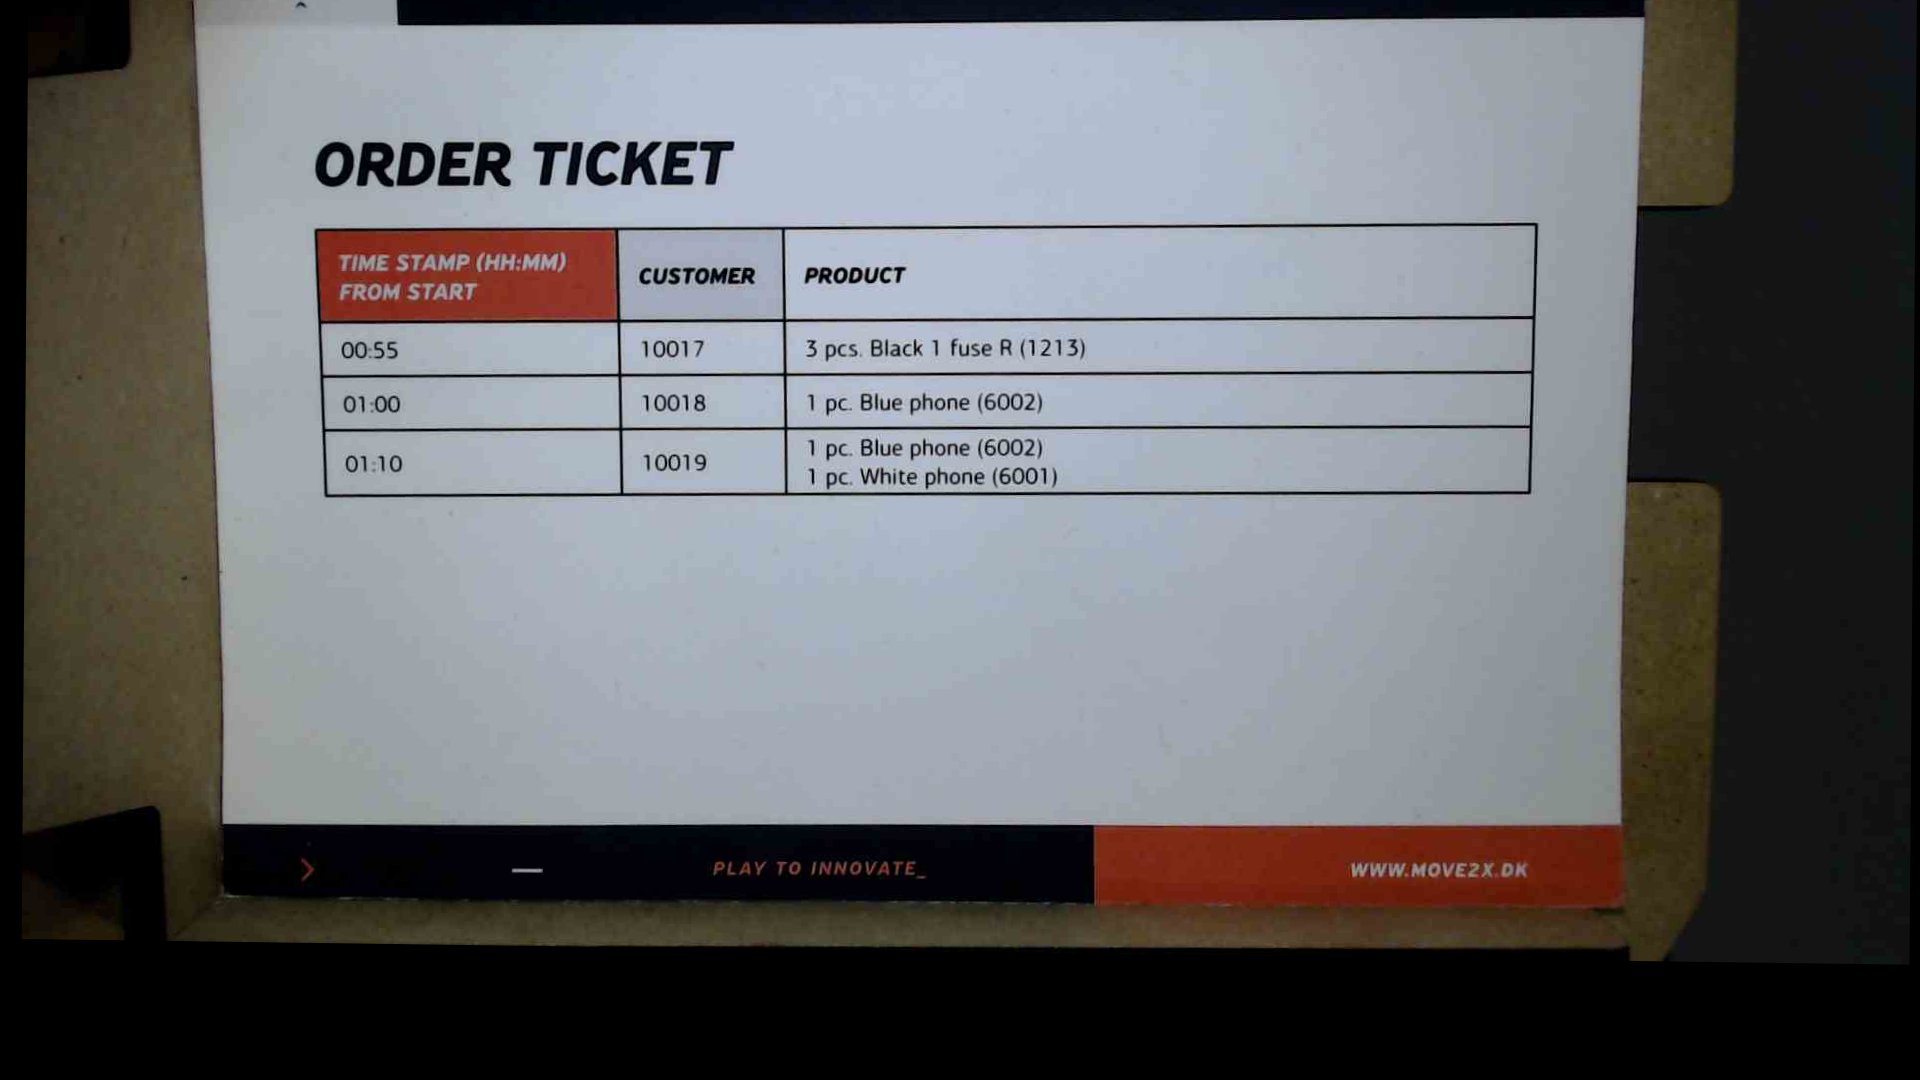 ORDER TICKET
TIME STAMP (HH:MM)
FROM START
CUSTOMER
PRODUCT
00:55
10017
3 pcs. Black 1 fuse R (1213)
01:00
10018
1 pc. Blue phone (6002)
01:10
10019
1 pc. Blue phone (6002)
1 pc. White phone (6001)
PLAY TO INNOVATE_
WWW.MOVE2X.DK